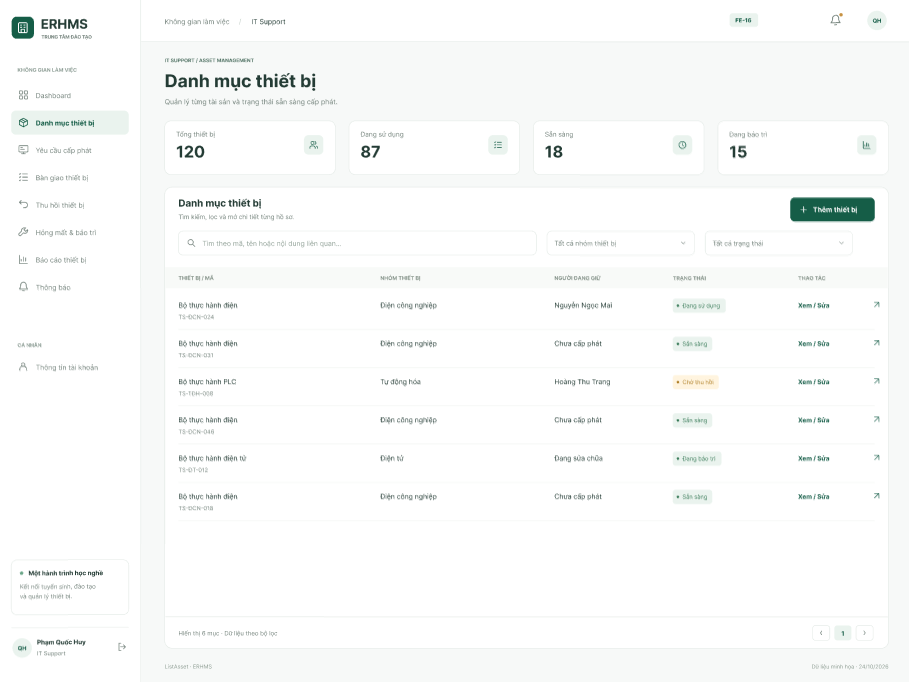 ERHMS
TRUNG TÂM ĐÀO TẠO
KHÔNG GIAN LÀM VIỆC
Dashboard
Danh mục thiết bị
Yêu cầu cấp phát
Bàn giao thiết bị
Thu hồi thiết bị
Hỏng mất & bảo trì
Báo cáo thiết bị
Thông báo
CÁ NHÂN
Thông tin tài khoản
Một hành trình học nghề
Kết nối tuyển sinh, đào tạo
và quản lý thiết bị.
QH
Phạm Quốc Huy
IT Support
Không gian làm việc / IT Support
FE-16
QH
IT SUPPORT / ASSET MANAGEMENT
Danh mục thiết bị
Quản lý từng tài sản và trạng thái sẵn sàng cấp phát.
Tổng thiết bị
120
Đang sử dụng
87
Sẵn sàng
18
Đang bảo trì
15
Danh mục thiết bị
Tìm kiếm, lọc và mở chi tiết từng hồ sơ.
+ Thêm thiết bị
Tìm theo mã, tên hoặc nội dung liên quan...
Tất cả nhóm thiết bị
Tất cả trạng thái
THIẾT BỊ / MÃ NHÓM THIẾT BỊ NGƯỜI ĐANG GIỮ TRẠNG THÁI THAO TÁC
Bộ thực hành điện Điện công nghiệp Nguyễn Ngọc Mai Đang sử dụng Xem / Sửa
TS-ĐCN-024
Bộ thực hành điện Điện công nghiệp Chưa cấp phát Sẵn sàng Xem / Sửa
TS-ĐCN-031
Bộ thực hành PLC Tự động hóa Hoàng Thu Trang Chờ thu hồi Xem / Sửa
TS-TĐH-008
Bộ thực hành điện Điện công nghiệp Chưa cấp phát Sẵn sàng Xem / Sửa
TS-ĐCN-046
Bộ thực hành điện tử Điện tử Đang sửa chữa Đang bảo trì Xem / Sửa
TS-ĐT-012
Bộ thực hành điện Điện công nghiệp Chưa cấp phát Sẵn sàng Xem / Sửa
TS-ĐCN-018
Hiển thị 6 mục · Dữ liệu theo bộ lọc
1
ListAsset · ERHMS
Dữ liệu minh họa · 24/10/2026